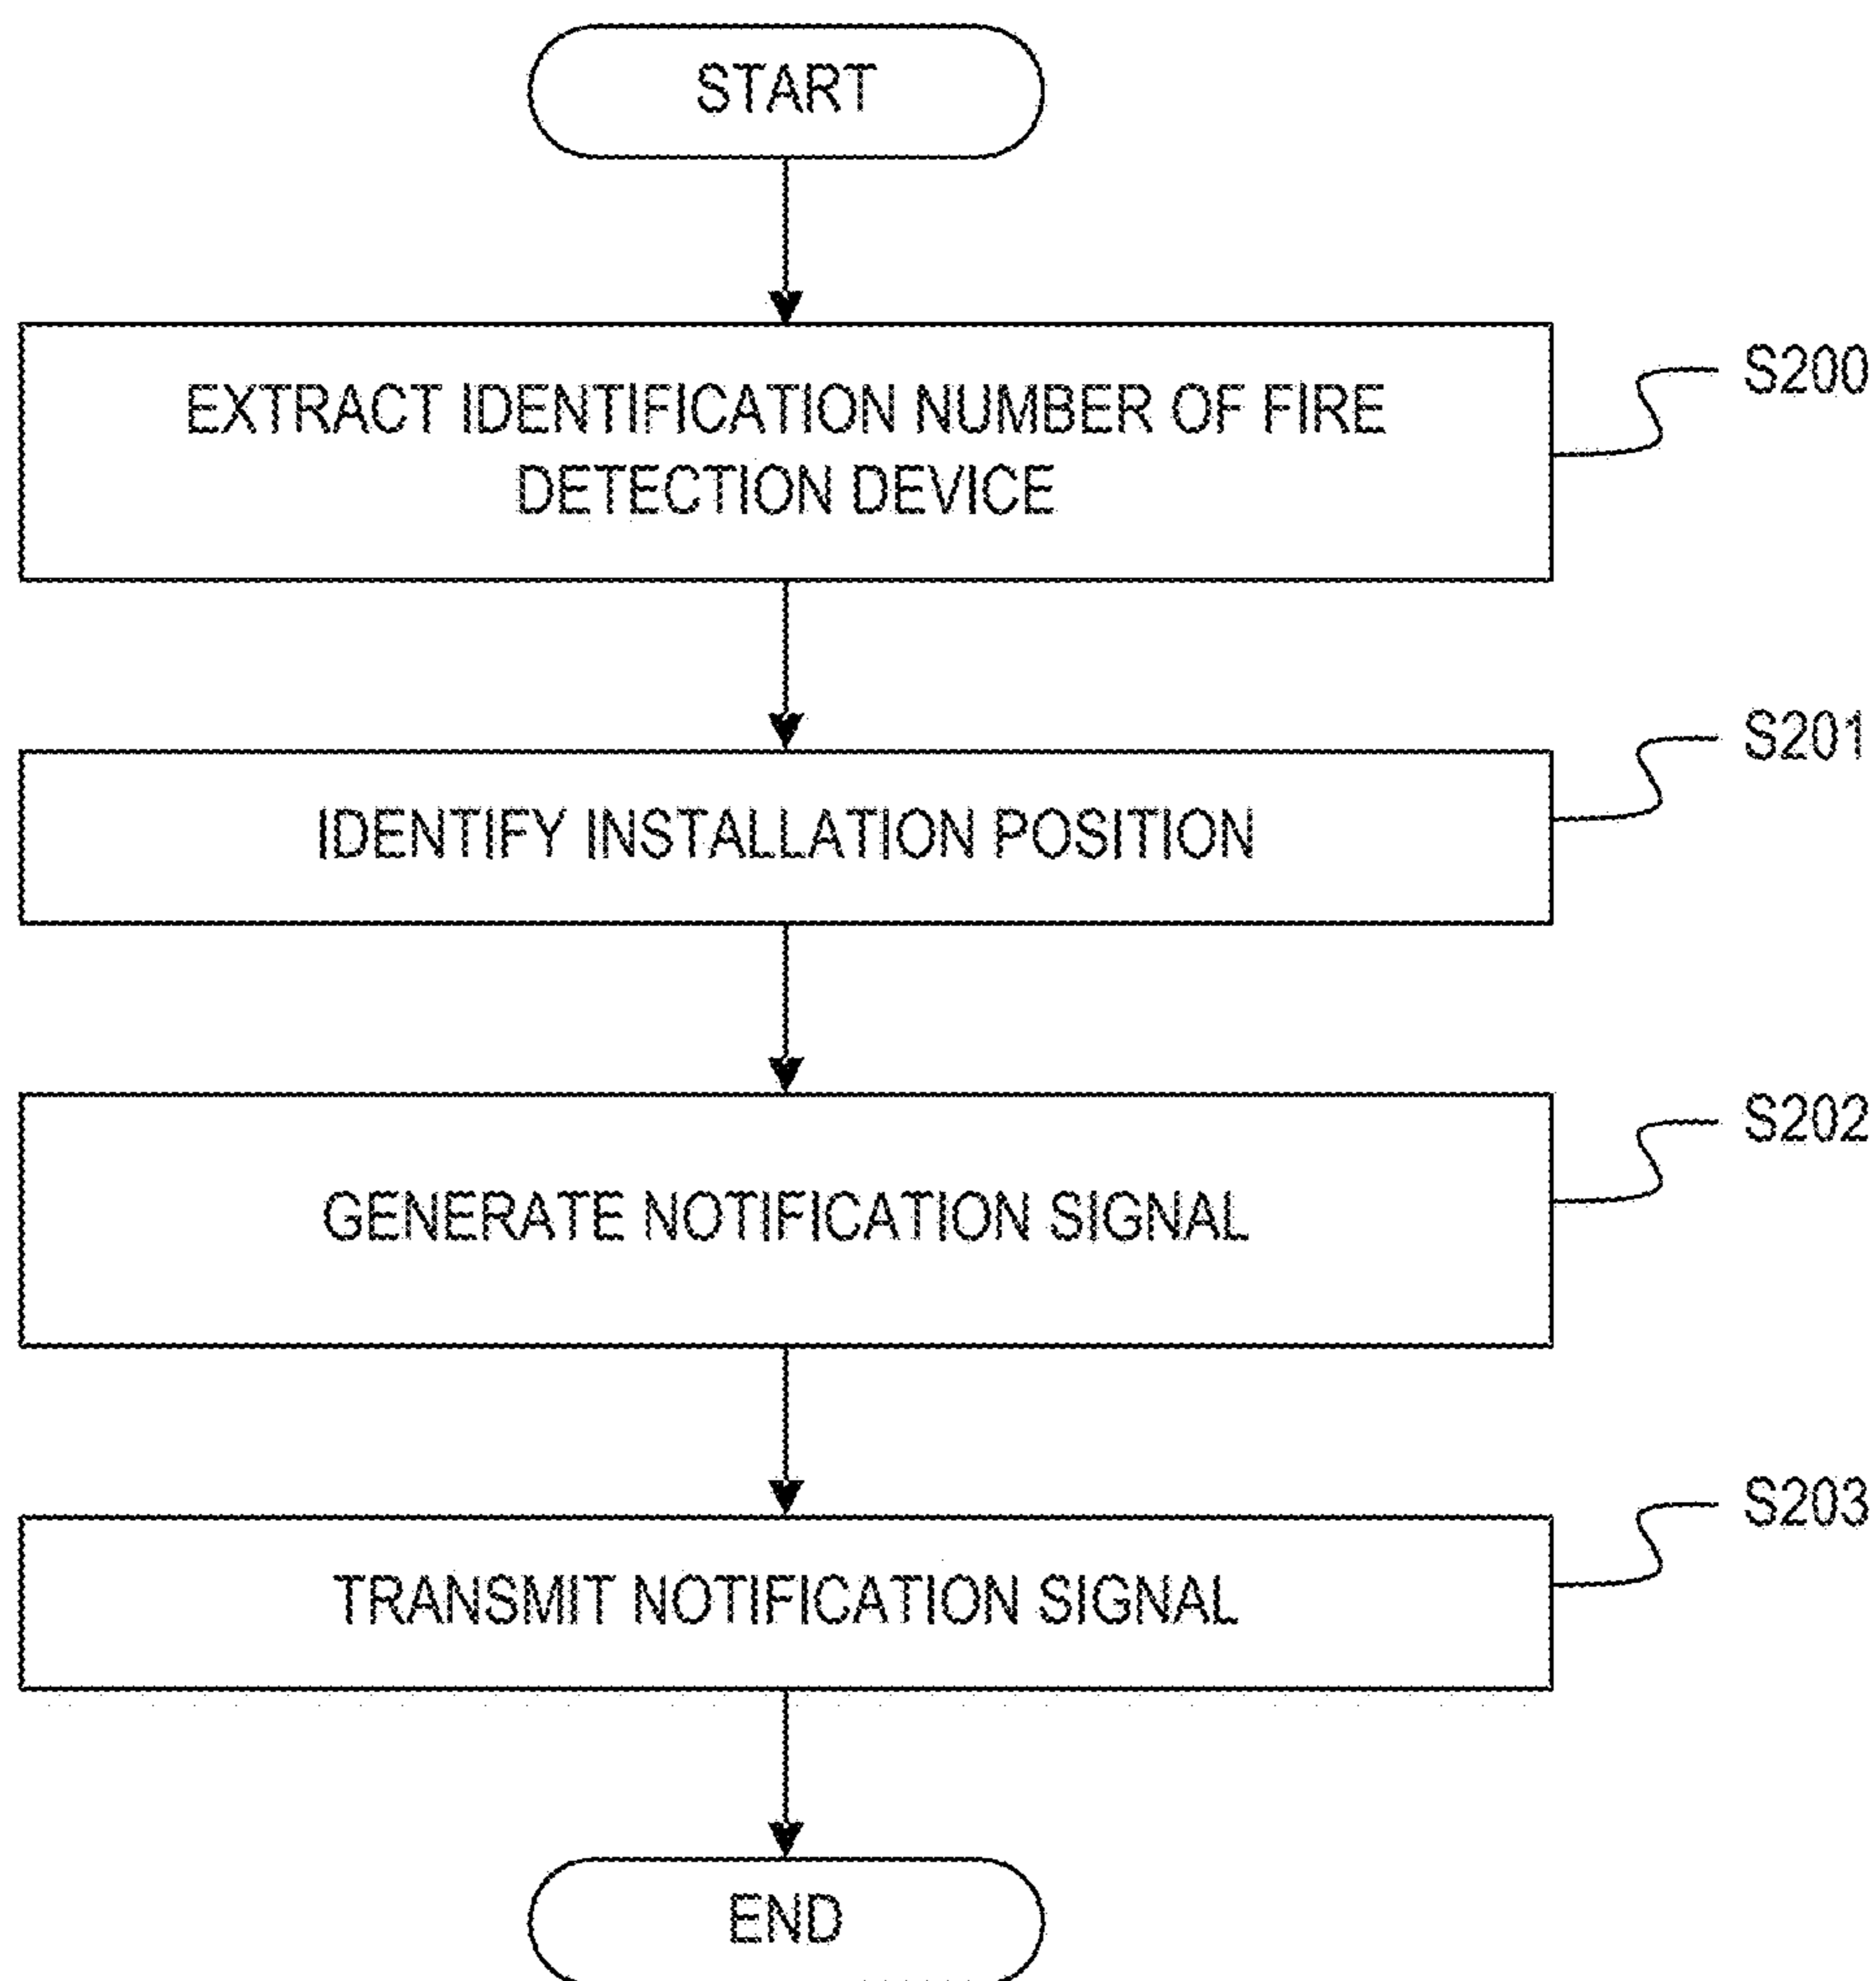 START
EXTRACT IDENTIFICATION NUMBER OF FIRE
DETECTION DEVICE
S200
IDENTIFY INSTALLATION POSITION
S201
GENERATE NOTIFICATION SIGNAL
S202
TRANSMIT NOTIFICATION SIGNAL
S203
END